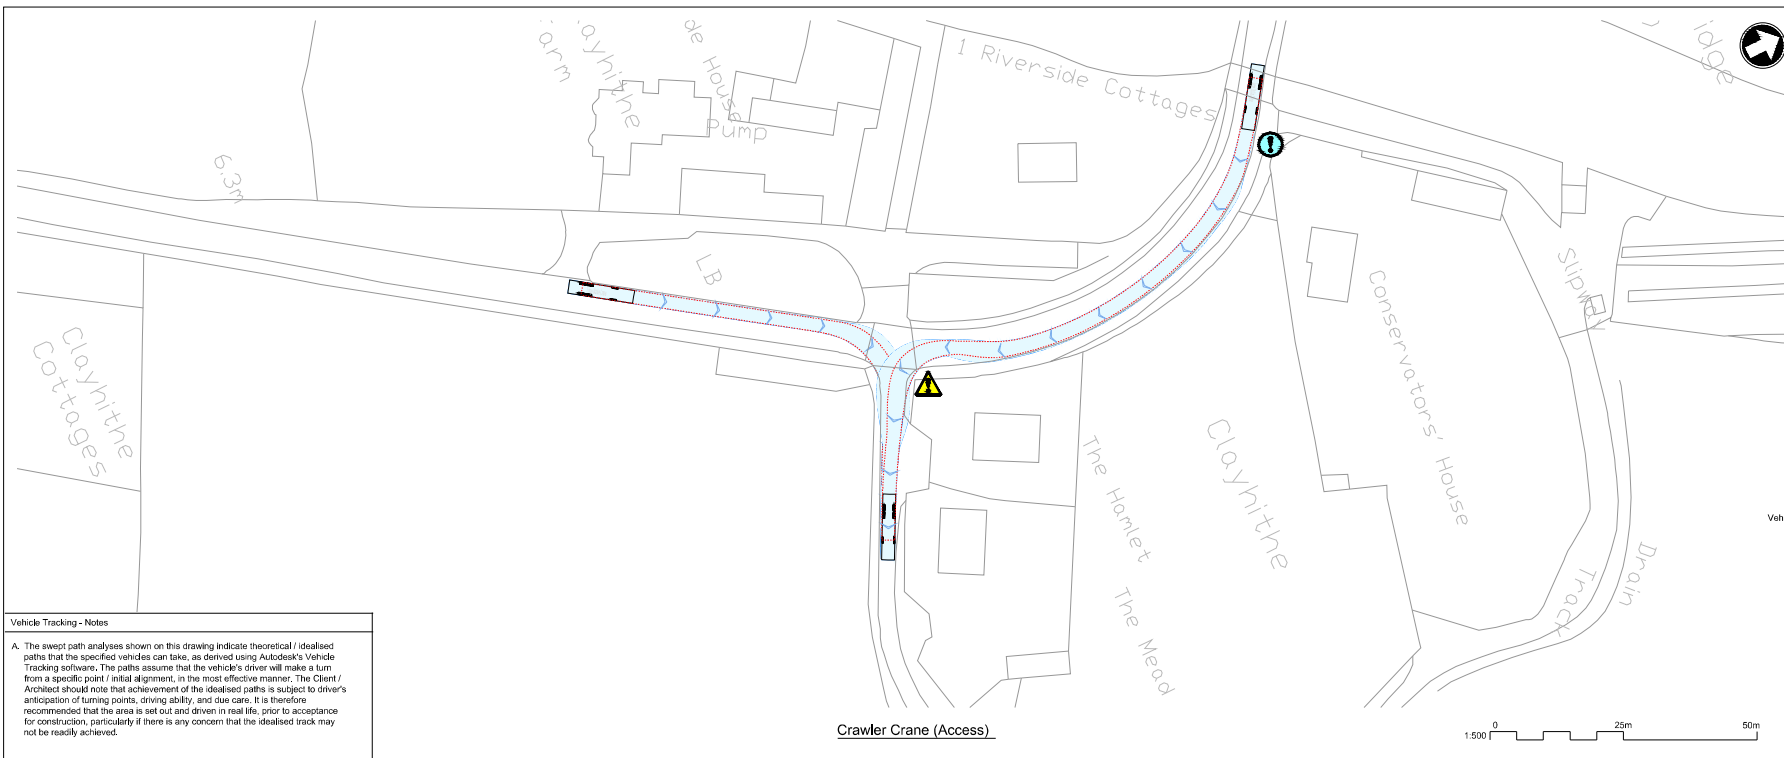 1 Riverside Cottages
Pump
6.3m
LB
Clayhithe
Cottages
Slipway
Conservators' House
Clayhithe
The Hamlet
The Mead
Drain
Track
Veh
Vehicle Tracking - Notes
A. The swept path analyses shown on this drawing indicate theoretical / idealised
paths that the specified vehicles can take, as derived using Autodesk's Vehicle
Tracking software. The paths assume that the vehicle's driver will make a turn
from a specific point / initial alignment, in the most effective manner. The Client /
Architect should note that achievement of the idealised paths is subject to driver's
anticipation of turning points, driving ability, and due care. It is therefore
recommended that the area is set out and driven in real life, prior to acceptance
for construction, particularly if there is any concern that the idealised track may
not be readily achieved.
Crawler Crane (Access)
1:500
0 25m 50m